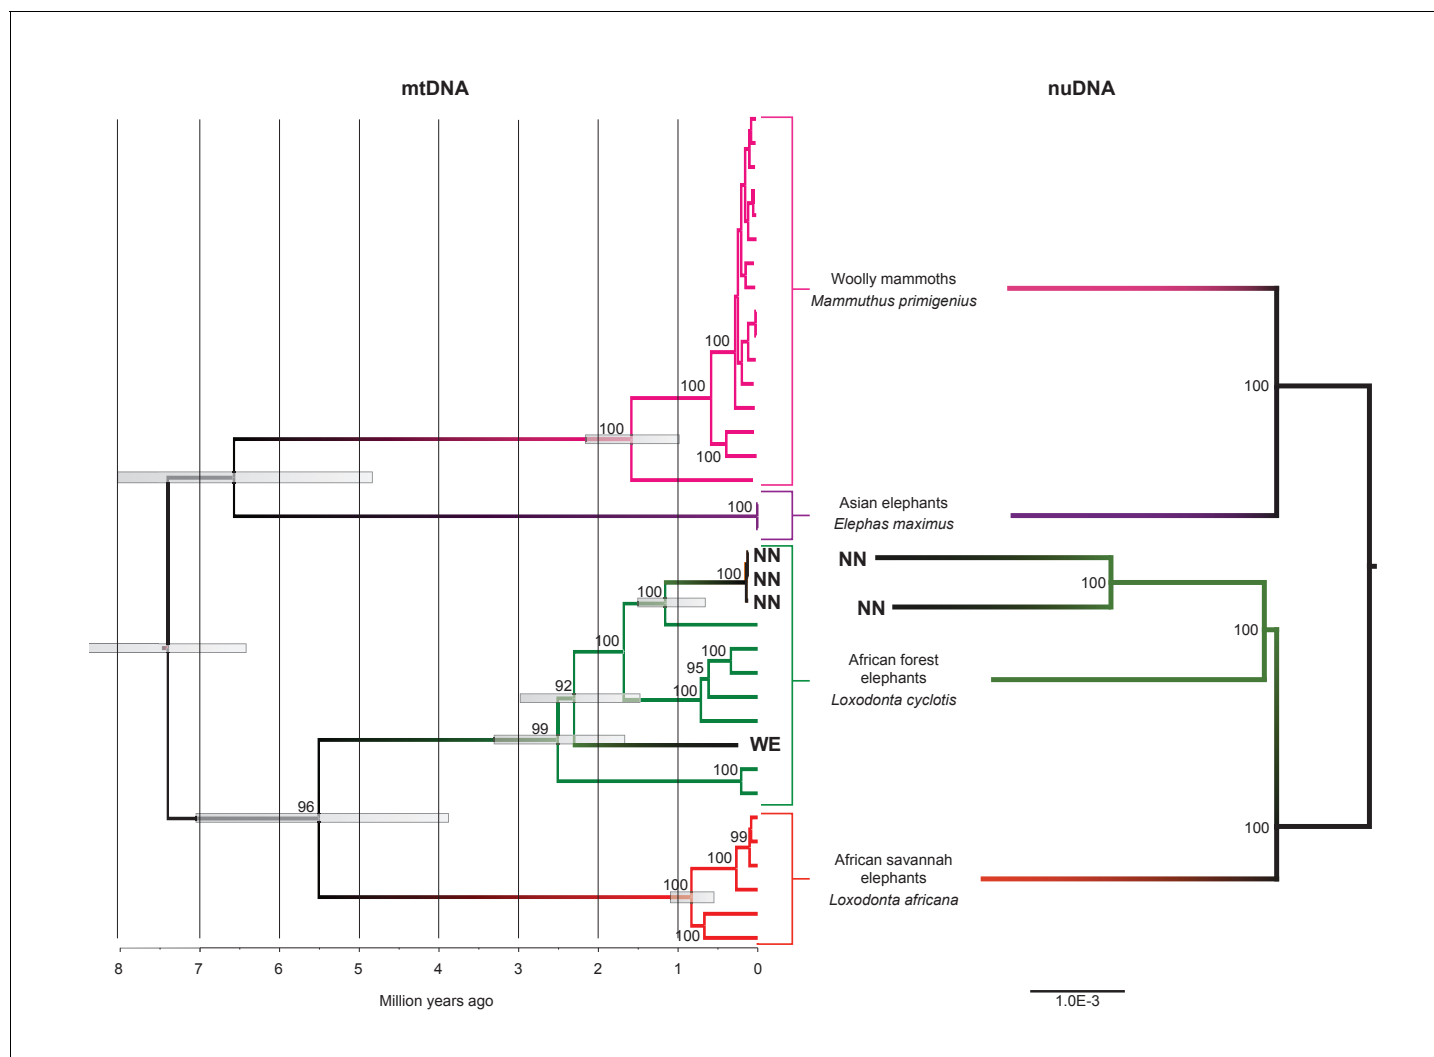 mtDNA
nuDNA
Woolly mammoths
Mammuthus primigenius
100
100
100
100
100
Asian elephants
Elephas maximus
100
NN
NN
NN
100
100
NN
NN
100
100
100
95
100
African forest
elephants
Loxodonta cyclotis
100
92
99
WE
100
96
99
100
100
100
African savannah
elephants
Loxodonta africana
100
8 7 6 5 4 3 2 1 0
Million years ago
1.0E-3